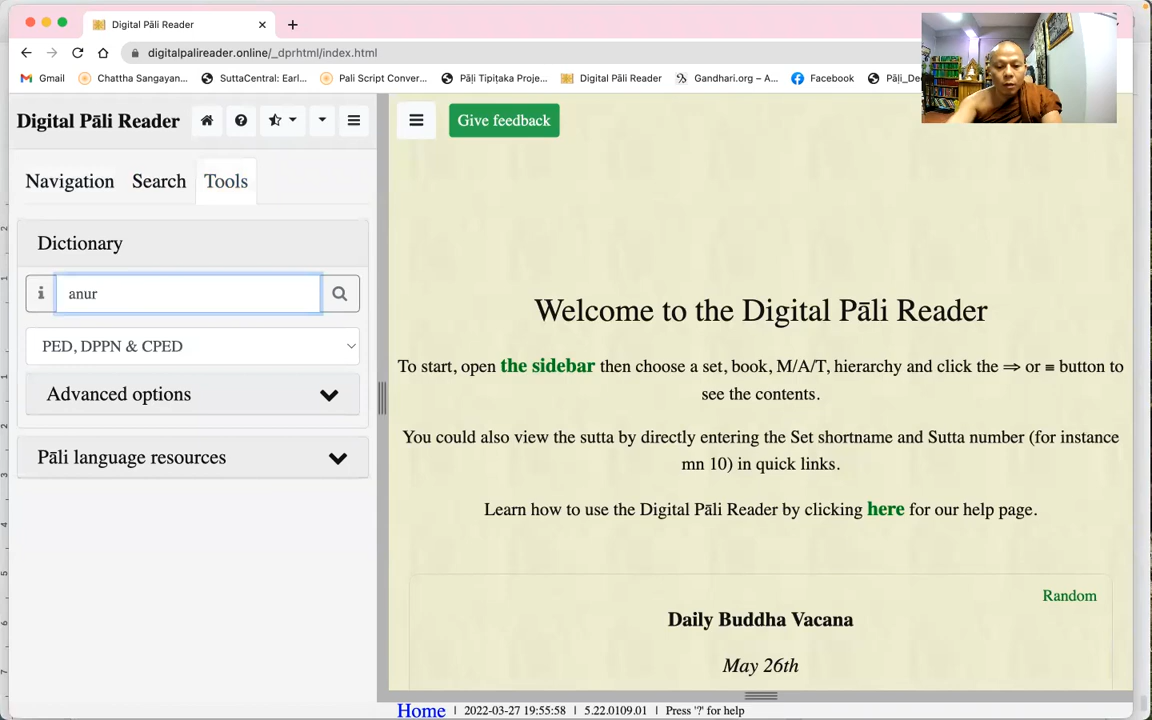 Digital Pāli Reader
digitalpalireader.online/_dprhtml/index.html
Gmail
Chattha Sangayan...
SuttaCentral: Earl...
Pali Script Conver...
Pāḷi Tipiṭaka Proje...
Digital Pāli Reader
Gandhari.org – A...
Facebook
Digital Pāli Reader
Give feedback
Navigation Search Tools
Dictionary
anur
PED, DPPN & CPED
Advanced options
Pāli language resources
Welcome to the Digital Pāli Reader
To start, open the sidebar then choose a set, book, M/A/T, hierarchy and click the ⇒ or ≡ button to
see the contents.
You could also view the sutta by directly entering the Set shortname and Sutta number (for instance
mn 10) in quick links.
Learn how to use the Digital Pāli Reader by clicking here for our help page.
Random
Daily Buddha Vacana
May 26th
Home | 2022-03-27 19:55:58 | 5.22.0109.01 | Press '?' for help